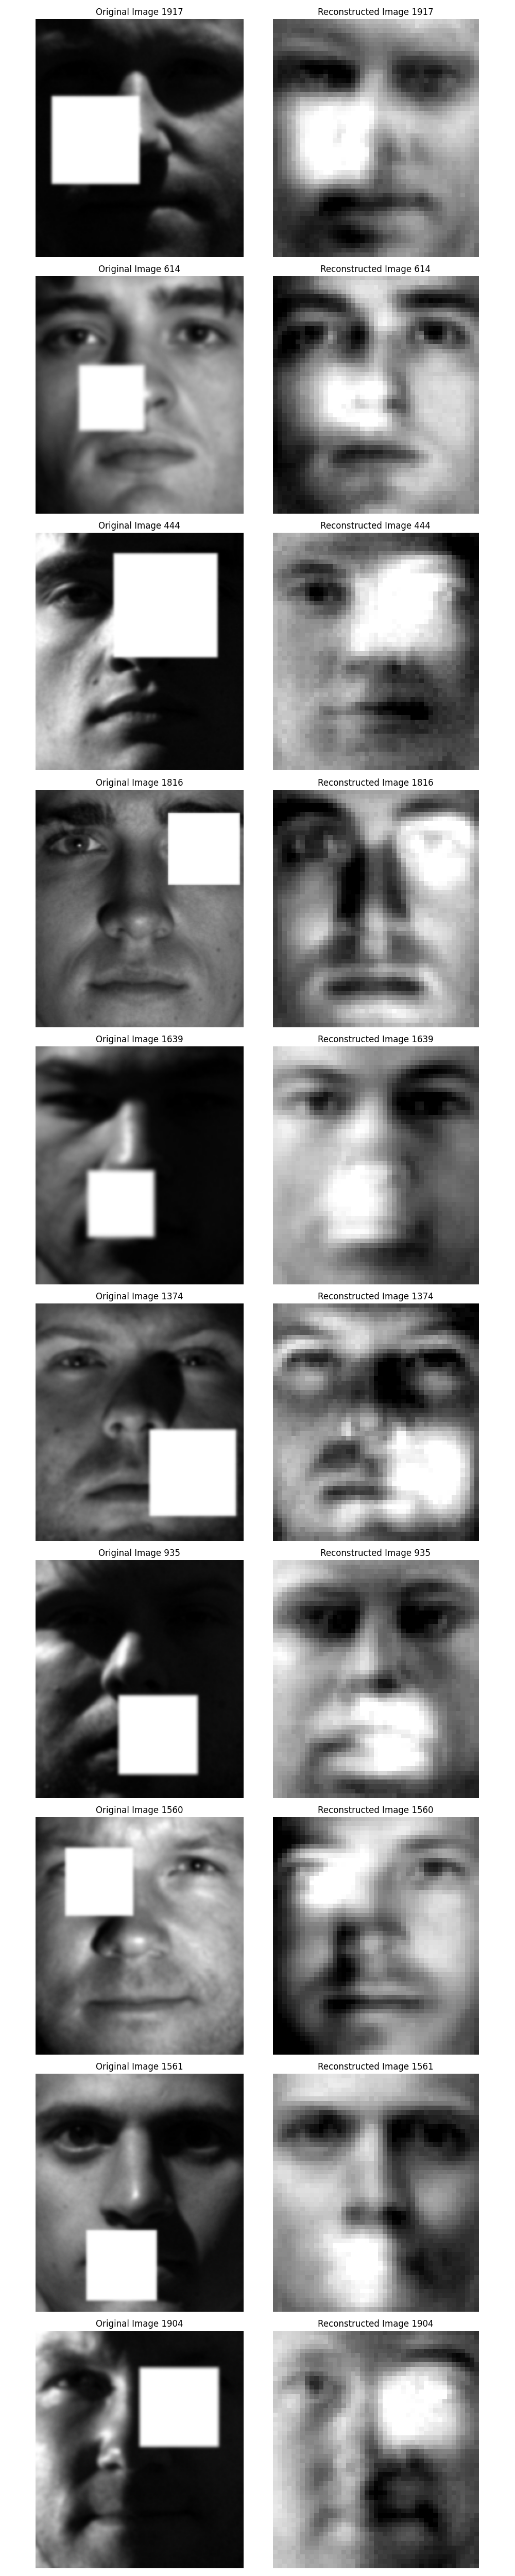 Original Image 1917
Reconstructed Image 1917
Original Image 614
Reconstructed Image 614
Original Image 444
Reconstructed Image 444
Original Image 1816
Reconstructed Image 1816
Original Image 1639
Reconstructed Image 1639
Original Image 1374
Reconstructed Image 1374
Original Image 935
Reconstructed Image 935
Original Image 1560
Reconstructed Image 1560
Original Image 1561
Reconstructed Image 1561
Original Image 1904
Reconstructed Image 1904